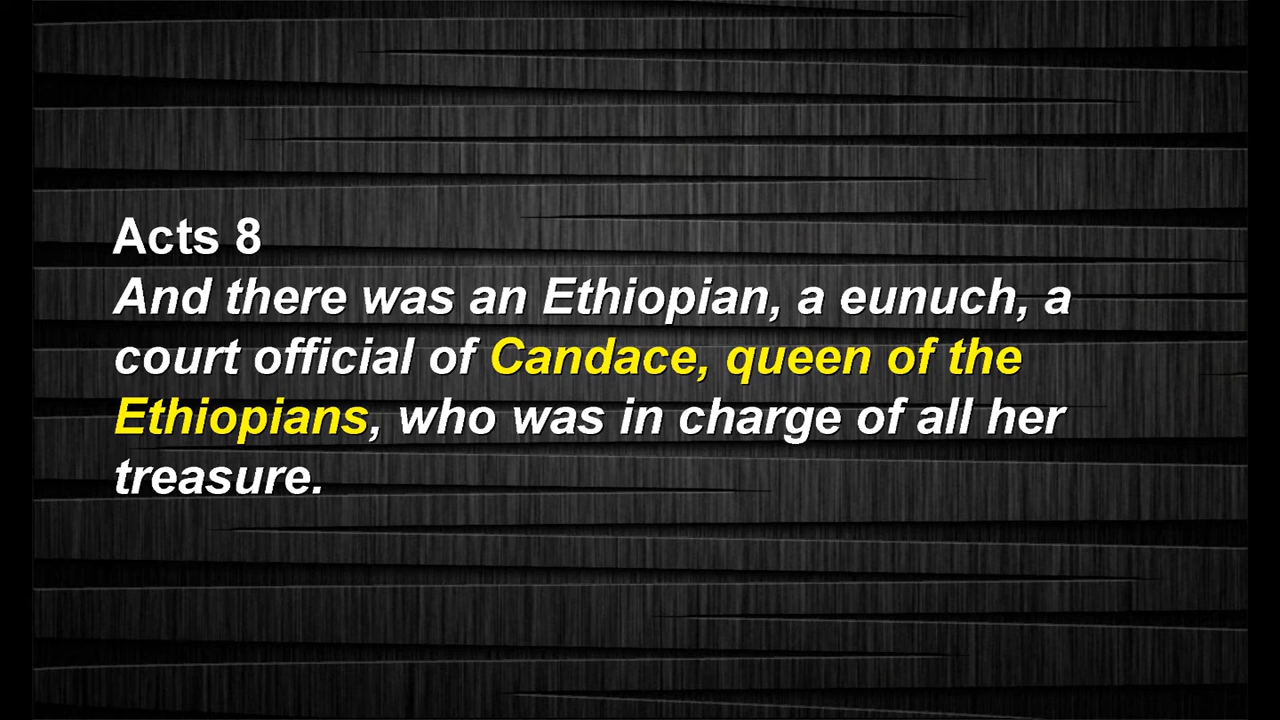 Acts 8
And there was an Ethiopian, a eunuch, a
court official of Candace, queen of the
Ethiopians, who was in charge of all her
treasure.